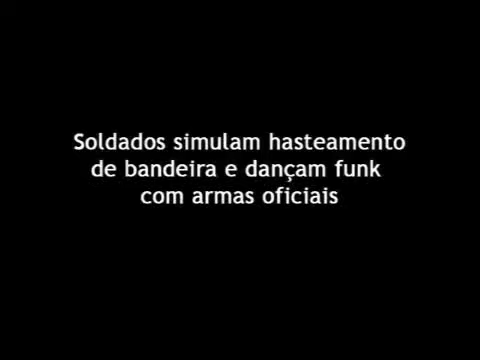 Soldados simulam hasteamento
de bandeira e dançam funk
com armas oficiais